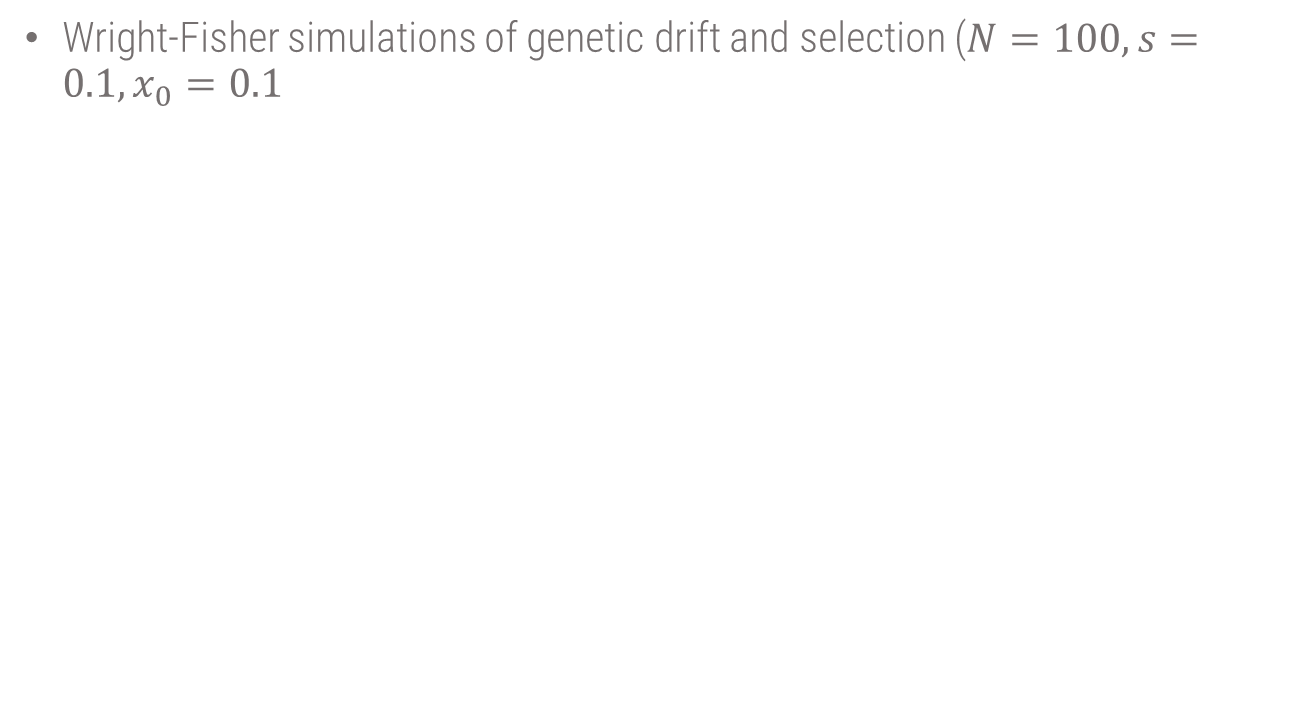 • Wright-Fisher simulations of genetic drift and selection (𝑁 = 100, 𝑠 =
0.1, 𝑥₀ = 0.1